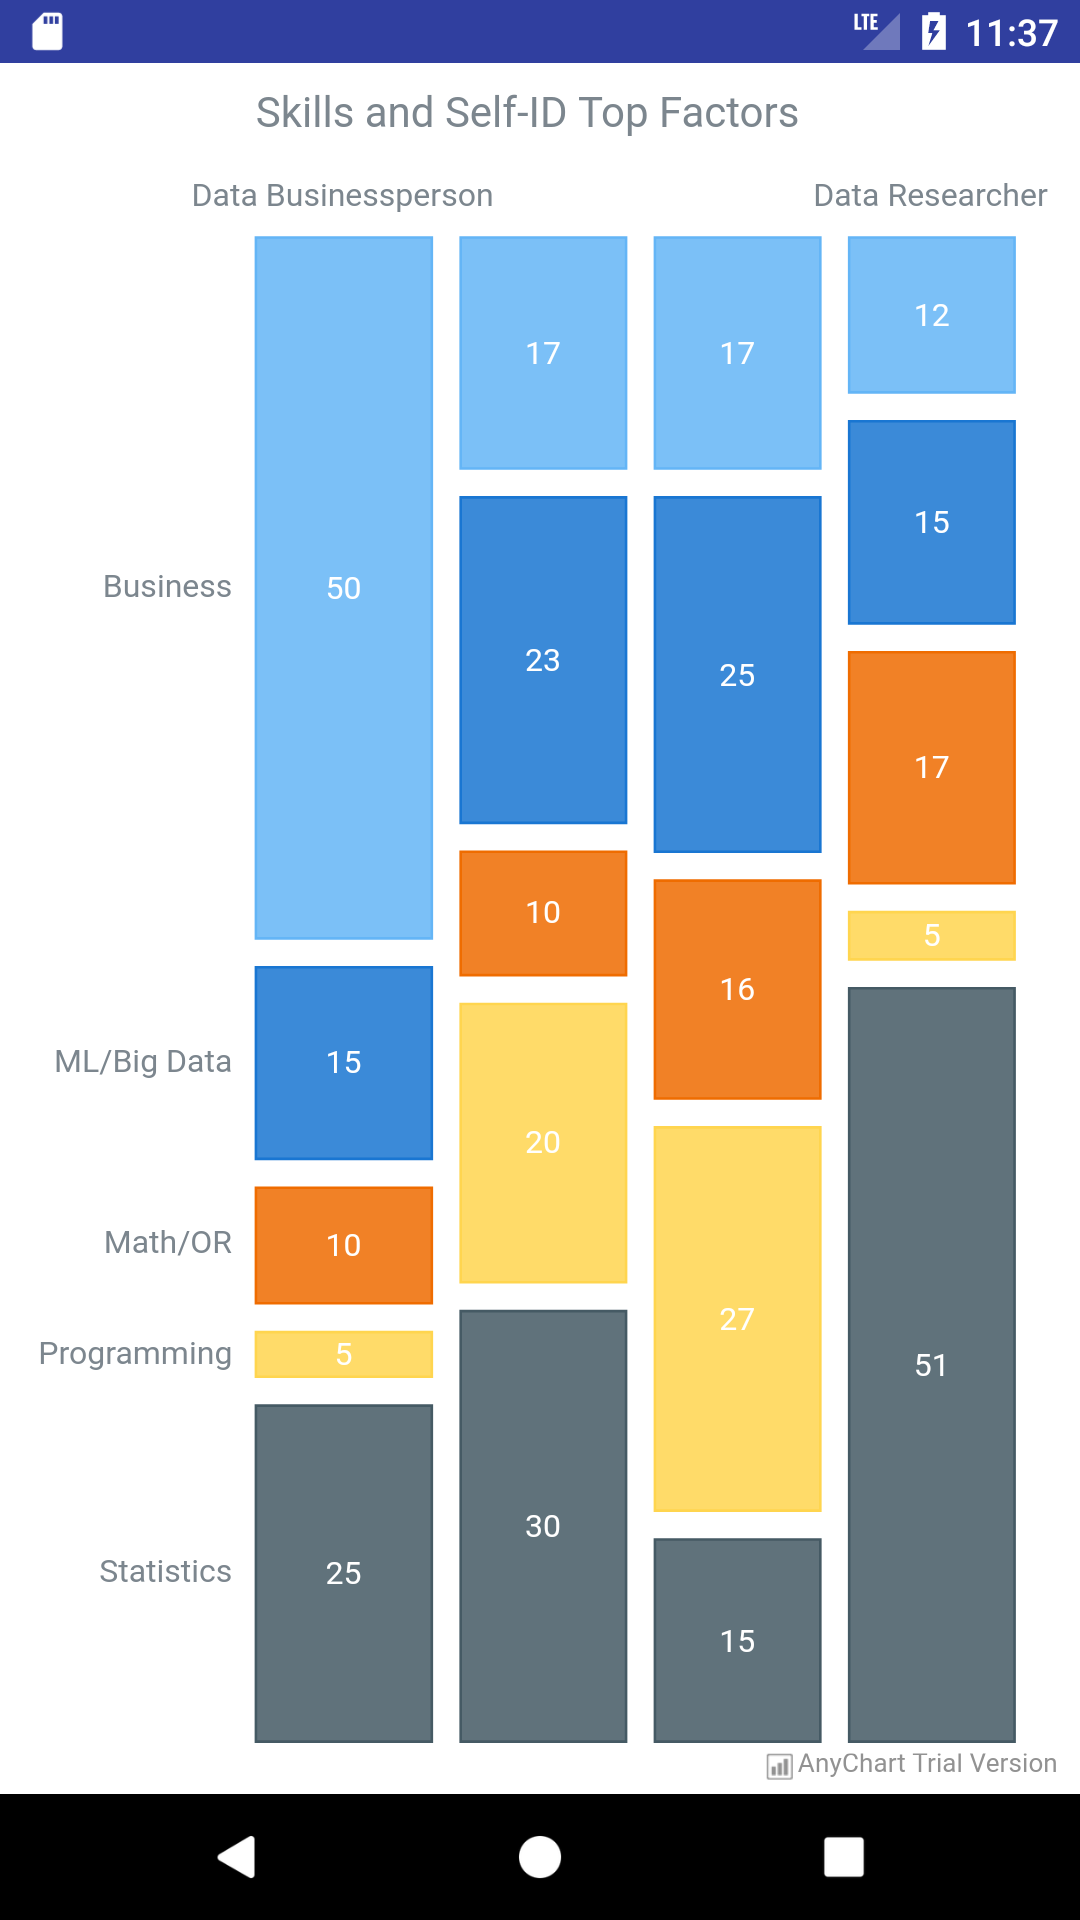 LTE 11:37
Skills and Self-ID Top Factors
Data Businessperson Data Researcher
12
17 17
15
Business 50
23 25
17
10
5
16
ML/Big Data 15
20
Math/OR 10
27
Programming 5
51
30
Statistics 25
15
AnyChart Trial Version